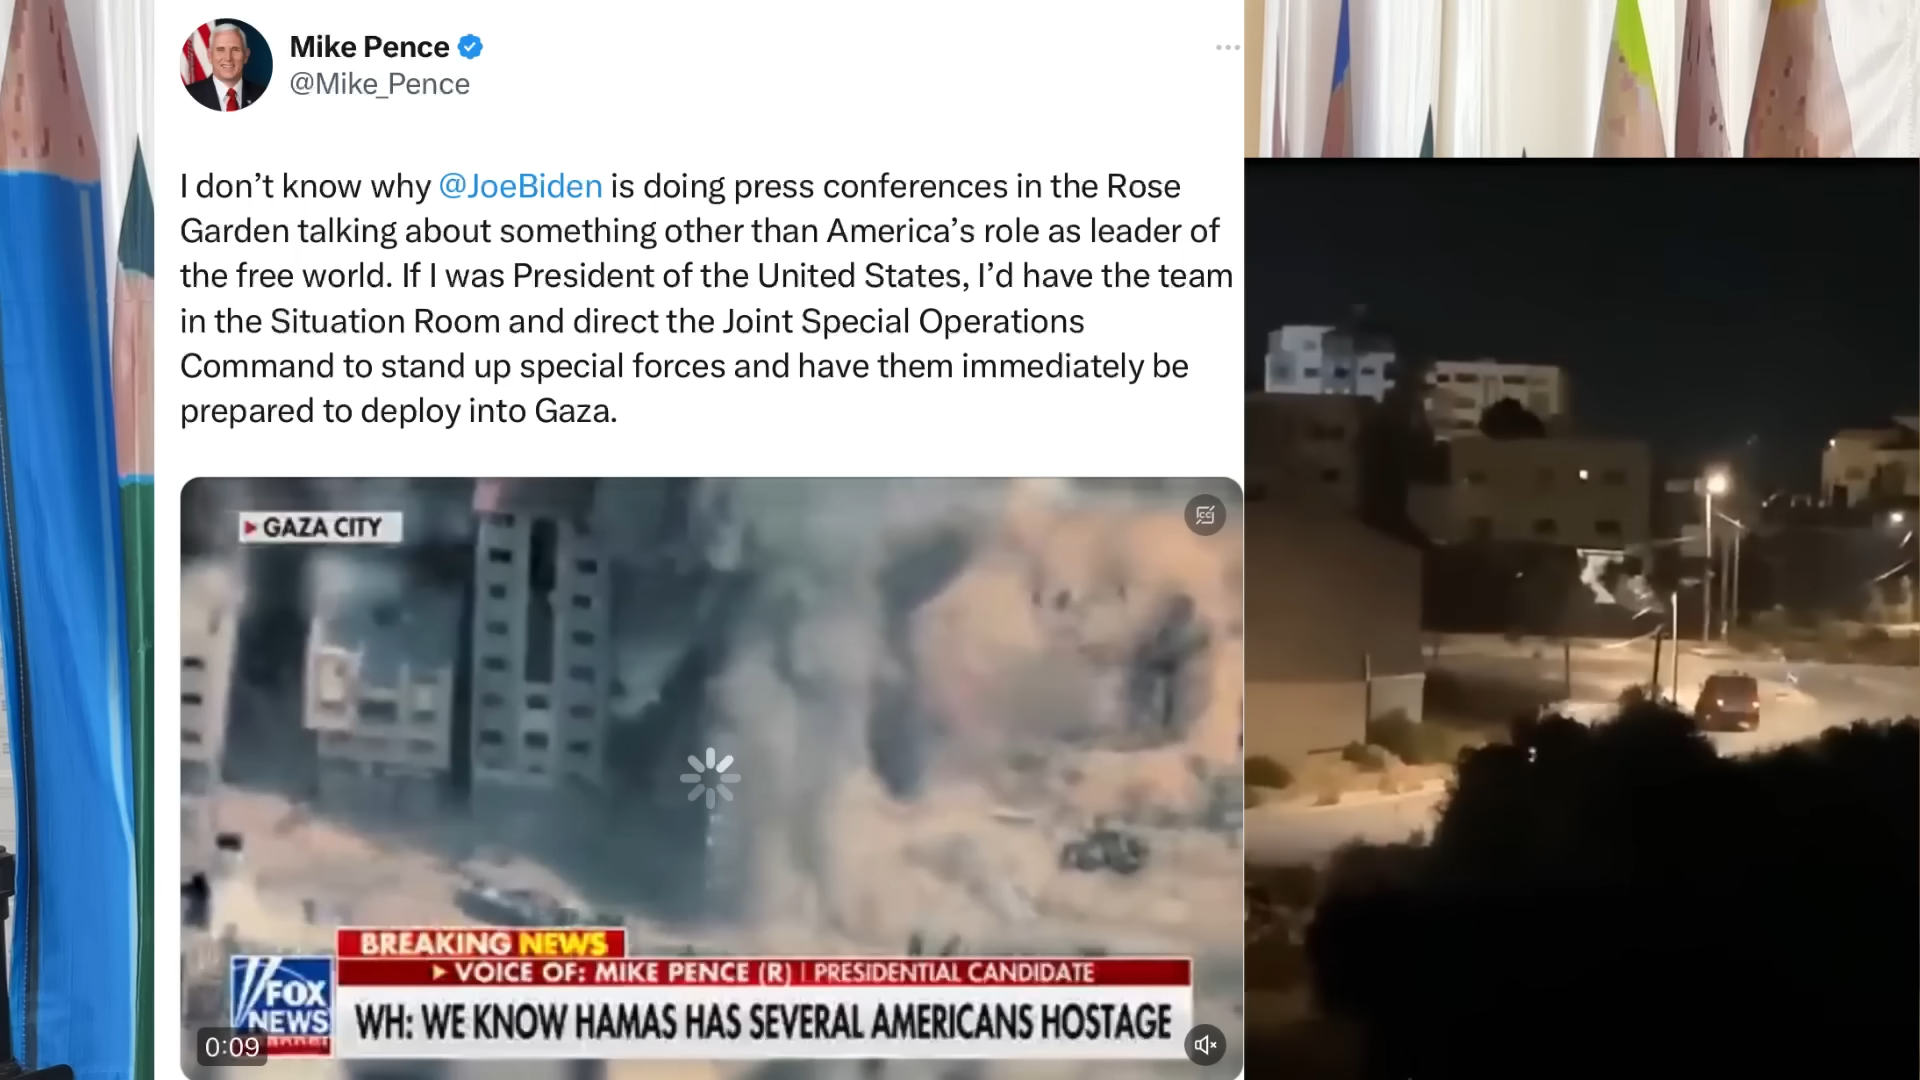 Mike Pence
@Mike_Pence
I don’t know why @JoeBiden is doing press conferences in the Rose
Garden talking about something other than America’s role as leader of
the free world. If I was President of the United States, I’d have the team
in the Situation Room and direct the Joint Special Operations
Command to stand up special forces and have them immediately be
prepared to deploy into Gaza.
GAZA CITY
CC
BREAKING NEWS
VOICE OF: MIKE PENCE (R) | PRESIDENTIAL CANDIDATE
FOX
NEWS
WH: WE KNOW HAMAS HAS SEVERAL AMERICANS HOSTAGE
0:09